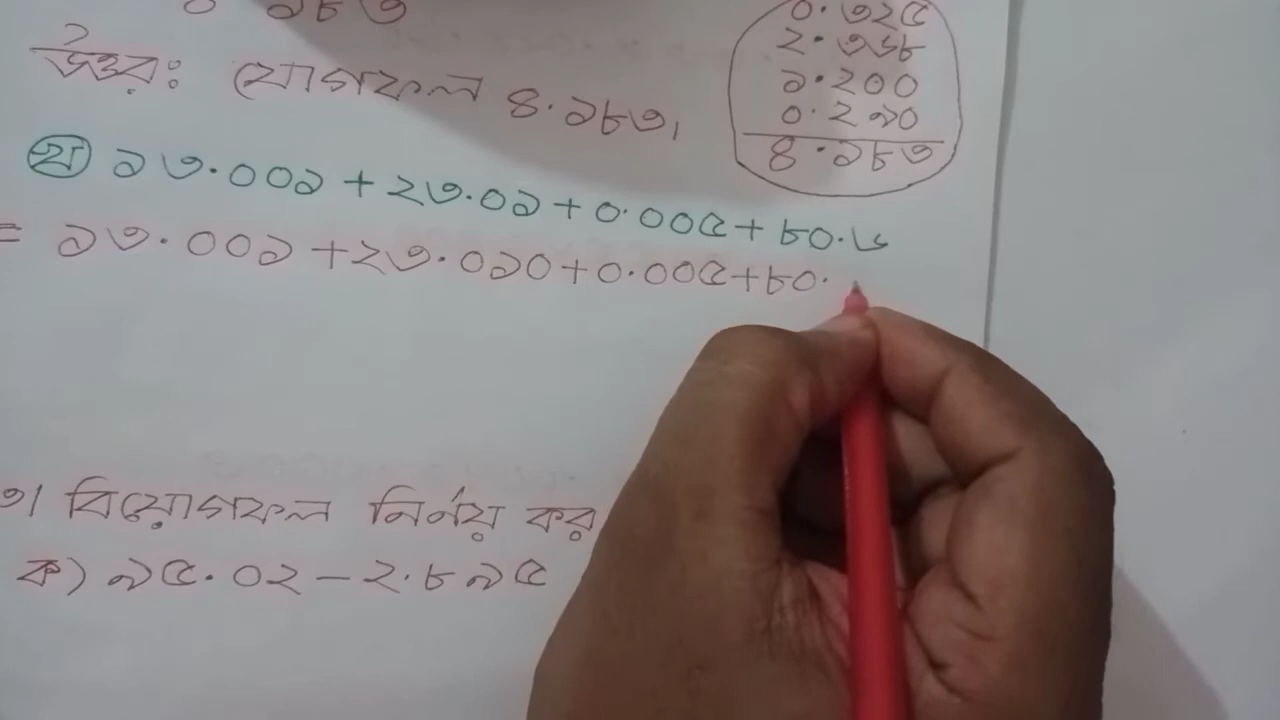 উত্তর: যোগফল ৪.১৮৩।
০.৩২৫
২.৩৬৮
১.২০০
০.২৯০
৪.১৮৩
ঘ ১৩.০০১ + ২৩.০১ + ০.০০৫ + ৮০.৬
= ১৩.০০১ + ২৩.০১০ + ০.০০৫ + ৮০.
৩। বিয়োগফল নির্ণয় কর
ক) ৯৫.০২ - ২.৮৯৫